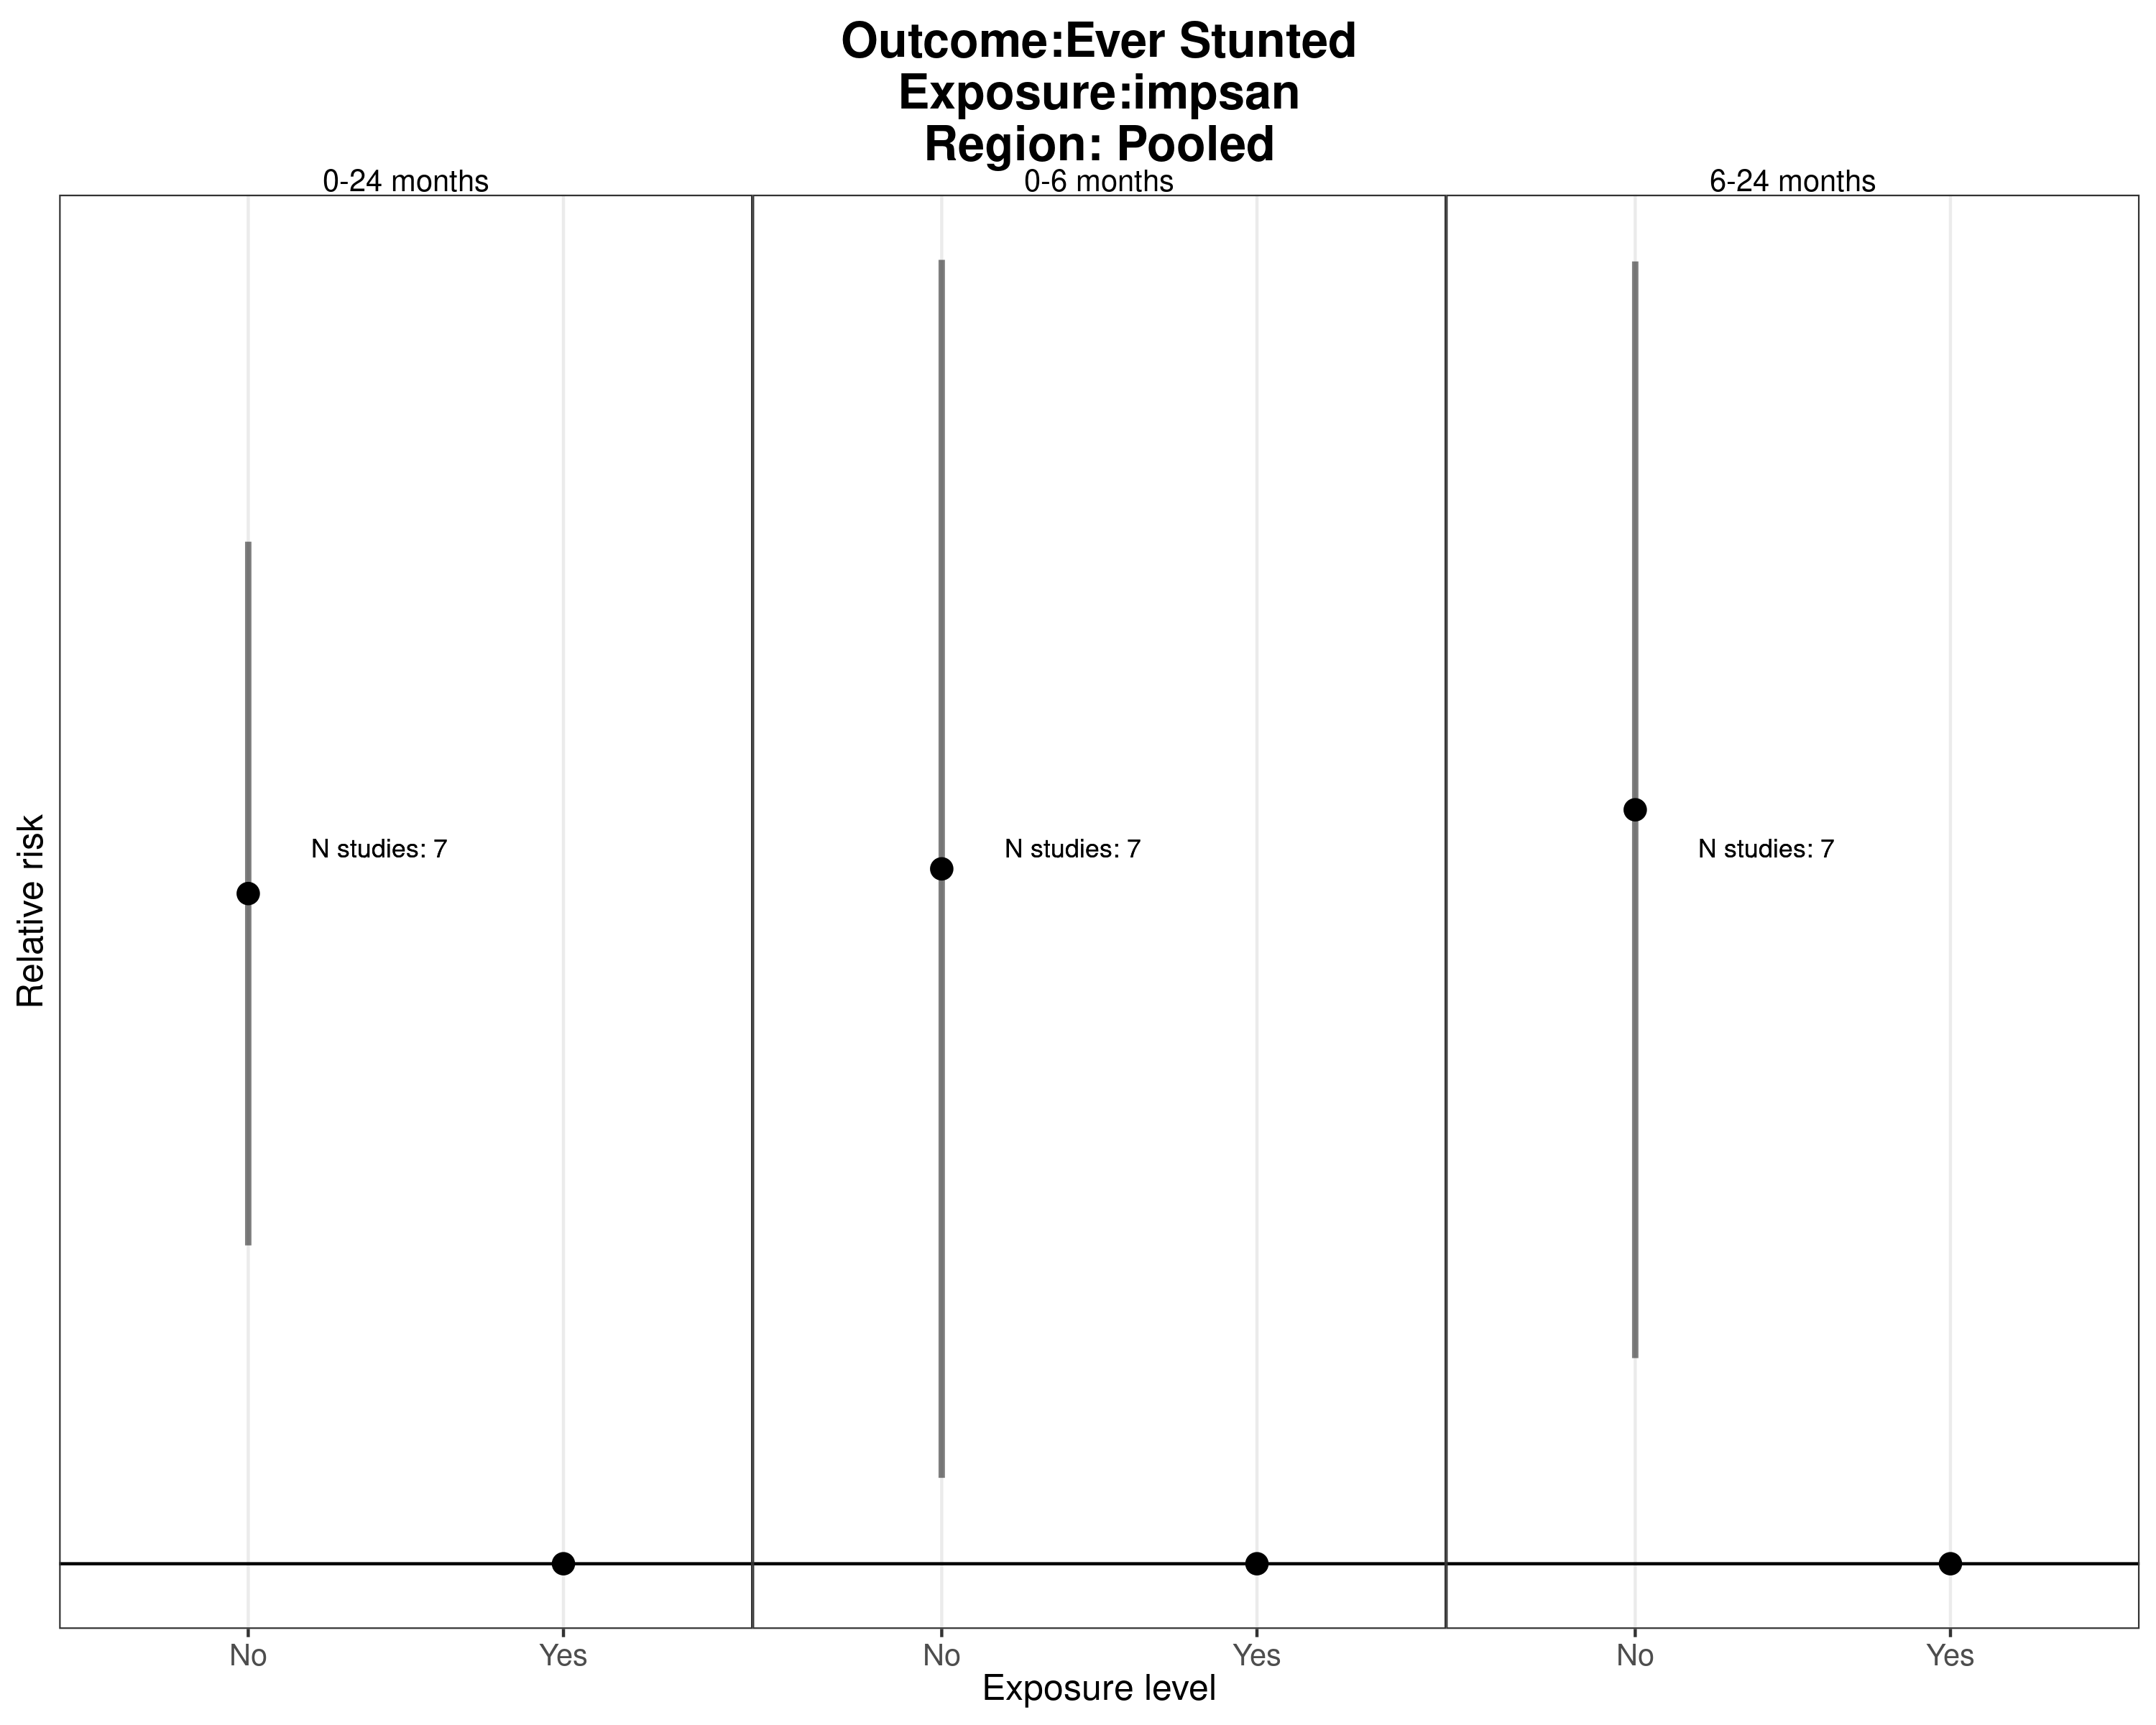 Outcome:Ever Stunted
Exposure:impsan
Region: Pooled
0-24 months
0-6 months
6-24 months
Relative risk
N studies: 7
N studies: 7
N studies: 7
No
Yes
No
Yes
No
Yes
Exposure level